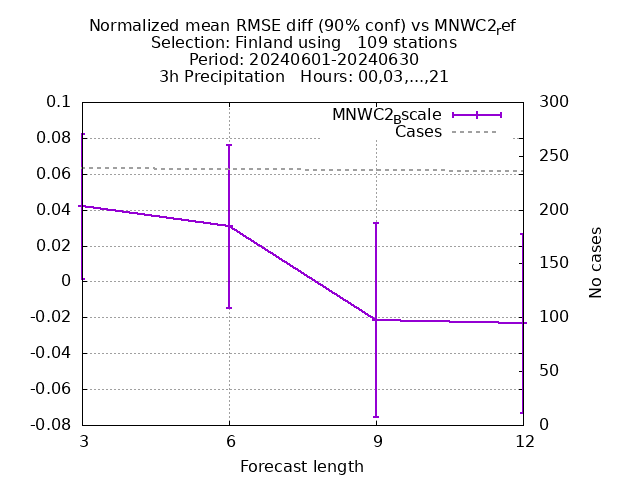 Normalized mean RMSE diff (90% conf) vs MNWC2ref
Selection: Finland using   109 stations
Period: 20240601-20240630
3h Precipitation   Hours: 00,03,...,21
0.1
0.08
0.06
0.04
0.02
0
-0.02
-0.04
-0.06
-0.08
MNWC2Bscale
Cases
300
250
200
150
100
50
0
No cases
3 6 9 12
Forecast length